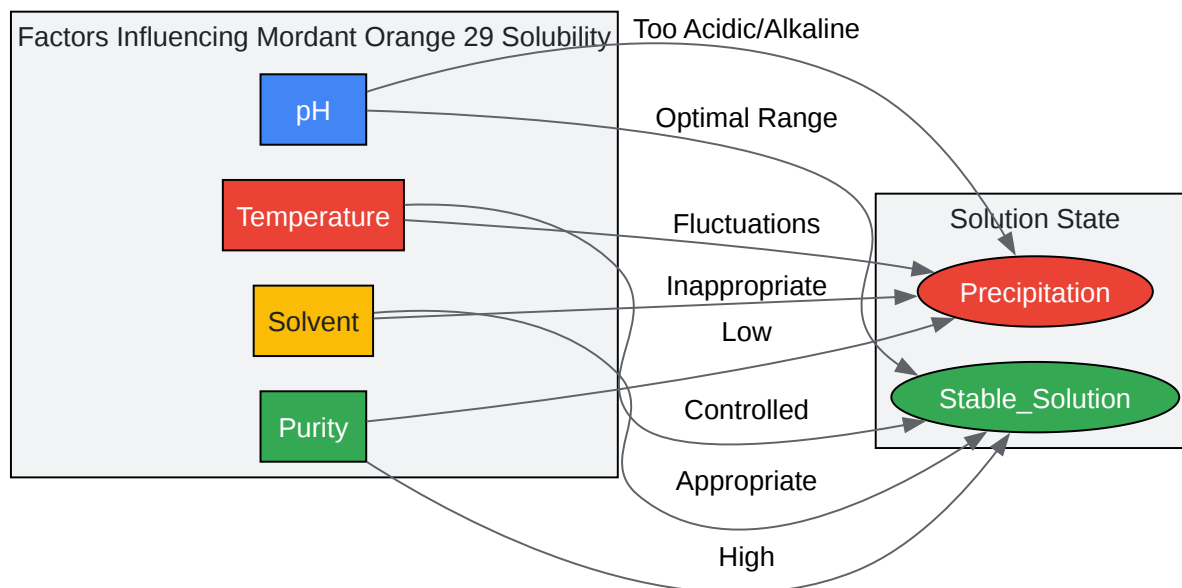 Factors Influencing Mordant Orange 29 Solubility
pH
Temperature
Solvent
Purity
Too Acidic/Alkaline
Optimal Range
Fluctuations
Inappropriate
Low
Controlled
Appropriate
High
Solution State
Precipitation
Stable_Solution